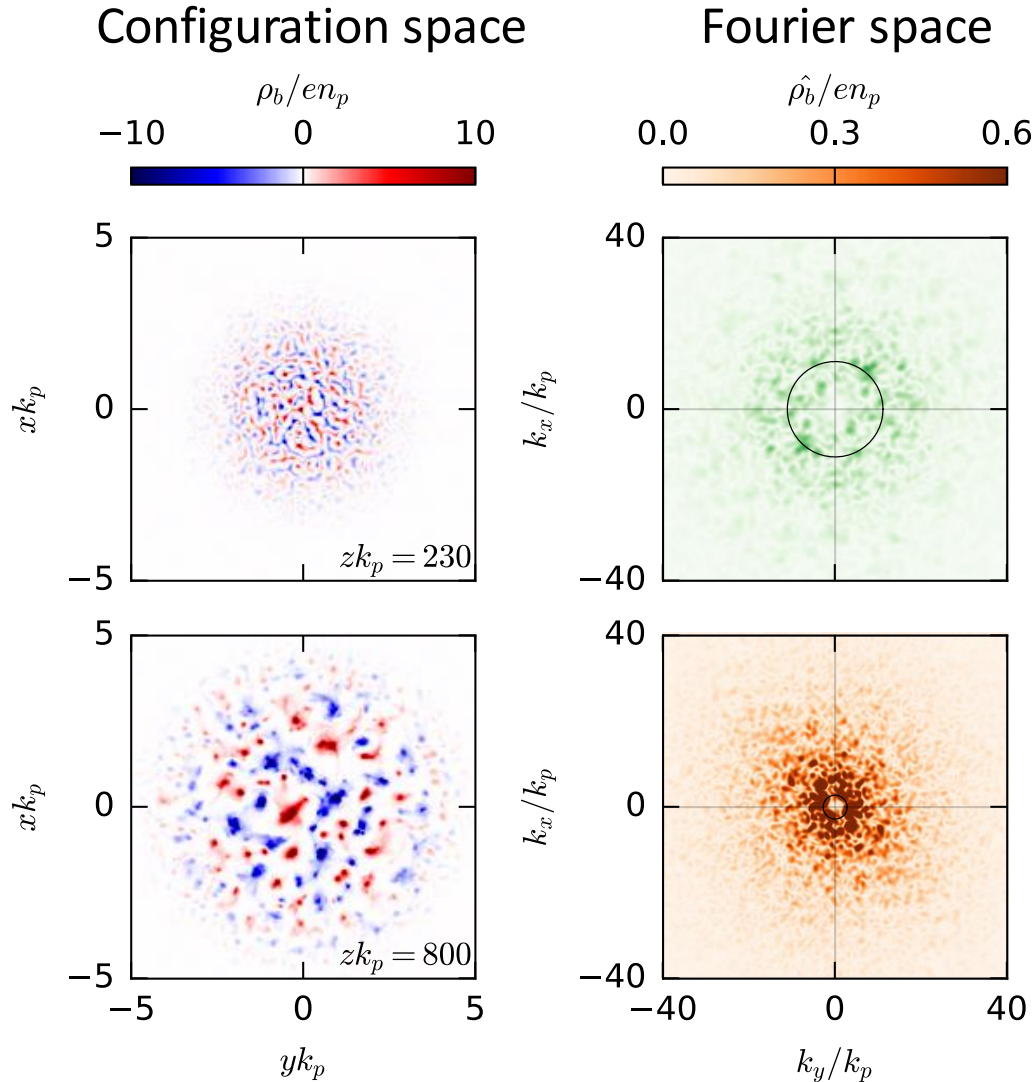 Configuration space
Fourier space
ρ_b/en_p
ρ̂_b/en_p
−10 0 10
0.0 0.3 0.6
5
0
−5
xk_p
zk_p = 230
40
0
−40
k_x/k_p
5
0
−5
xk_p
zk_p = 800
−5 0 5
yk_p
40
0
−40
k_x/k_p
−40 0 40
k_y/k_p